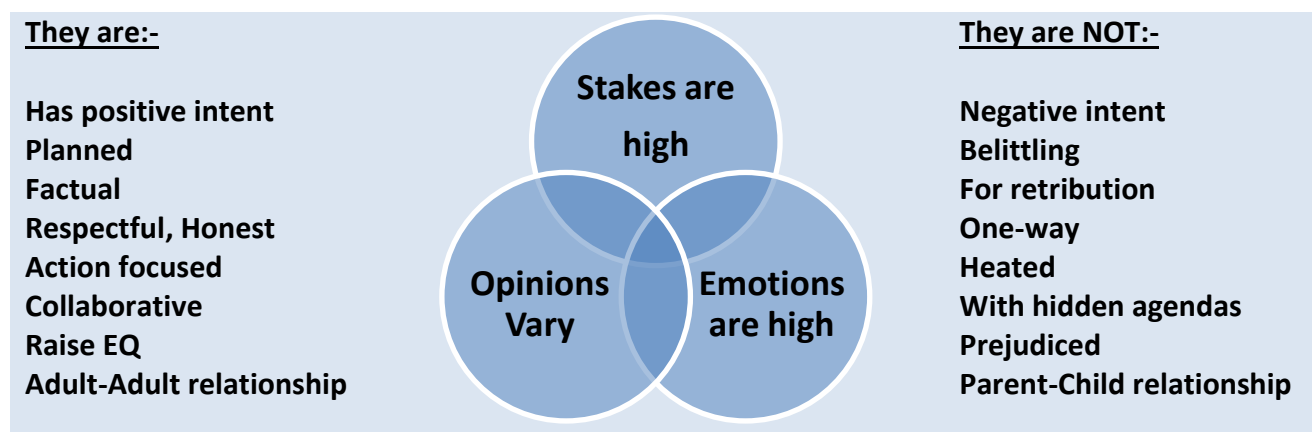 They are:-
Has positive intent
Planned
Factual
Respectful, Honest
Action focused
Collaborative
Raise EQ
Adult-Adult relationship
Stakes are
high
Opinions
Vary
Emotions
are high
They are NOT:-
Negative intent
Belittling
For retribution
One-way
Heated
With hidden agendas
Prejudiced
Parent-Child relationship